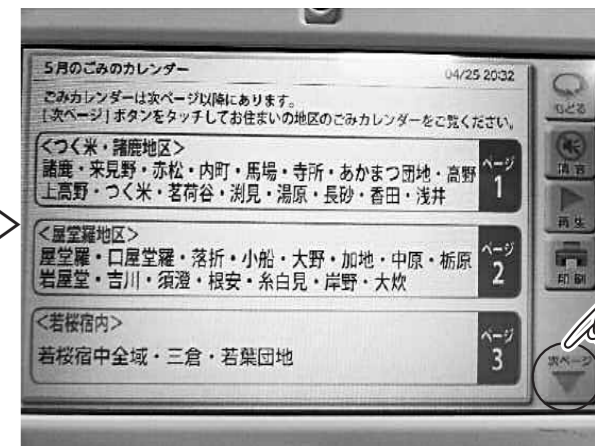 5月のごみのカレンダー
04/25 20:32
ごみカレンダーは次ページ以降にあります。
[次ページ]ボタンをタッチしてお住まいの地区のごみカレンダーをご覧ください。
<つく米・諸鹿地区>
諸鹿・来見野・赤松・内町・馬場・寺所・あかまつ団地・高野
上高野・つく米・茗荷谷・渕見・湯原・長砂・香田・浅井
ページ
1
<屋堂羅地区>
屋堂羅・口屋堂羅・落折・小船・大野・加地・中原・栃原
岩屋堂・吉川・須澄・根安・糸白見・岸野・大炊
ページ
2
<若桜宿内>
若桜宿中全域・三倉・若葉団地
ページ
3
もどる
消音
再生
印刷
次ページ